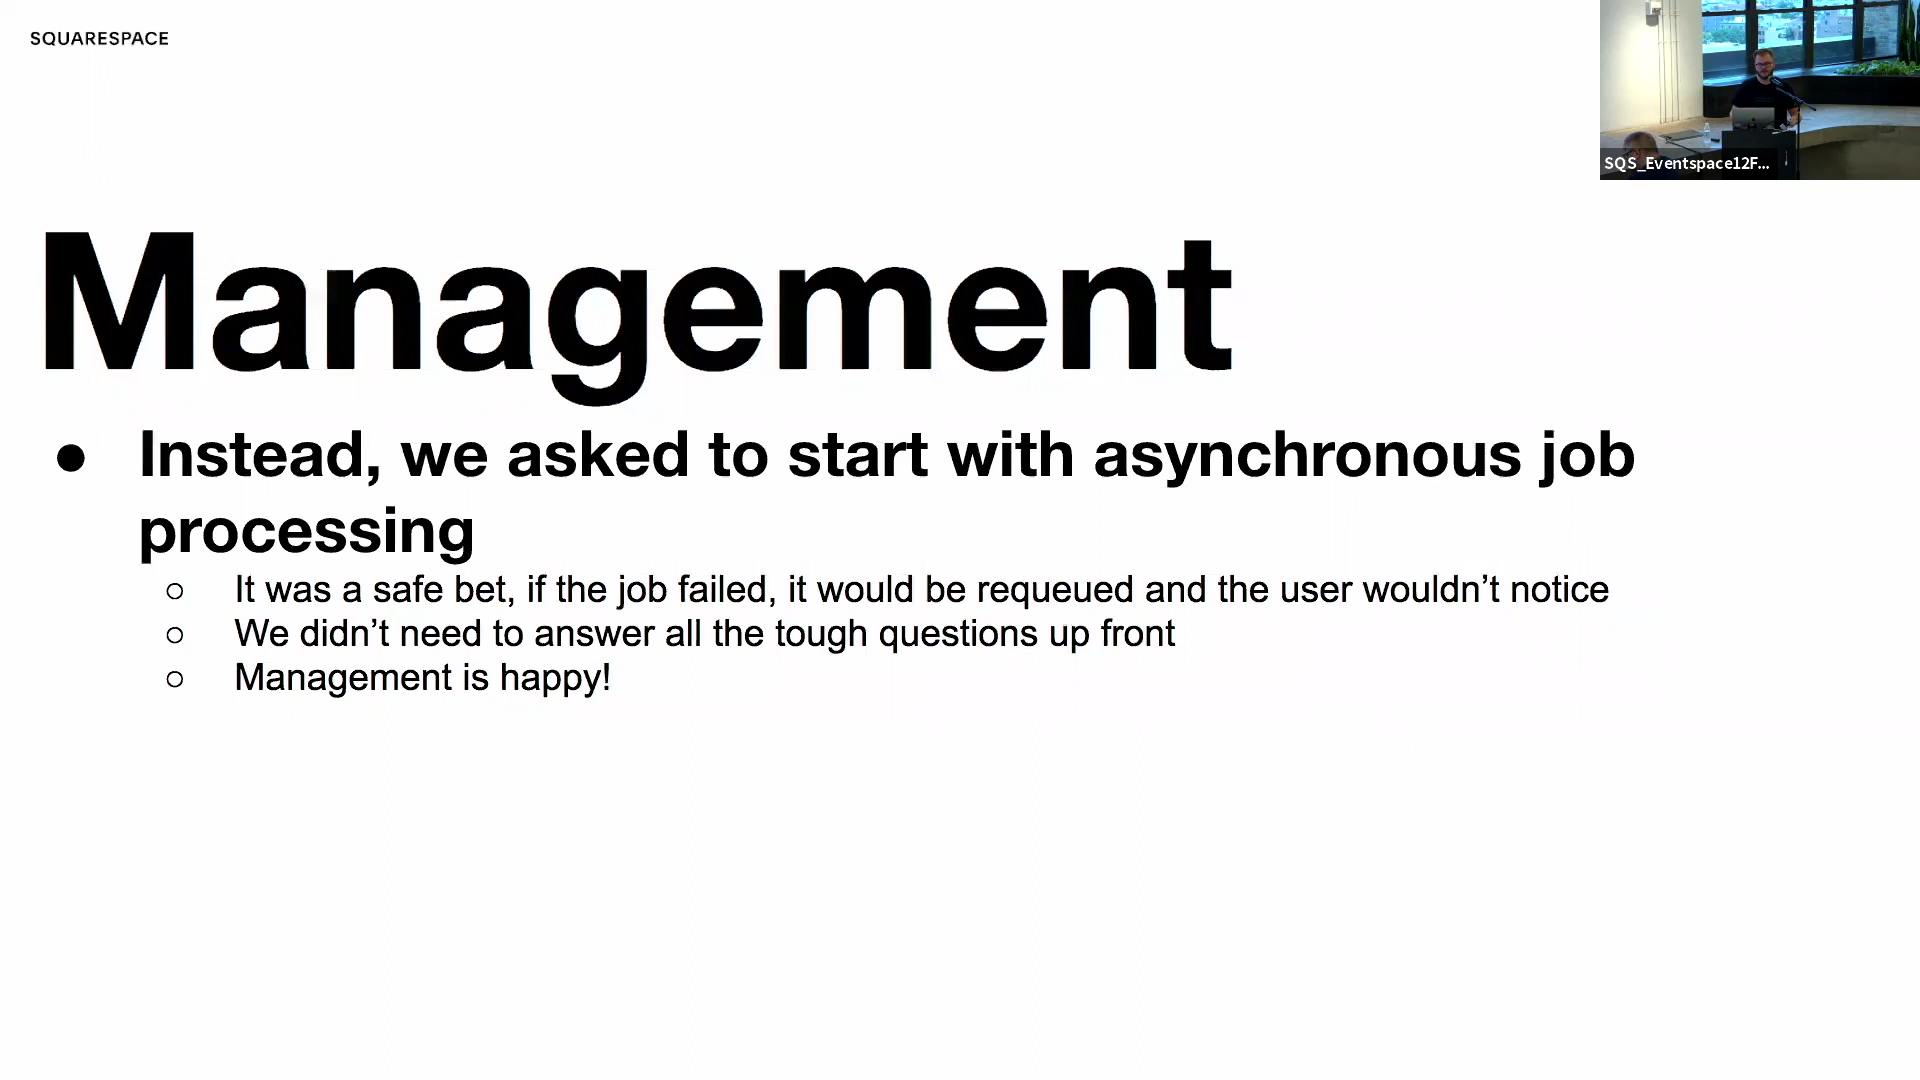 SQUARESPACE
SQS_Eventspace12F...
Management
● Instead, we asked to start with asynchronous job
processing
○ It was a safe bet, if the job failed, it would be requeued and the user wouldn’t notice
○ We didn’t need to answer all the tough questions up front
○ Management is happy!